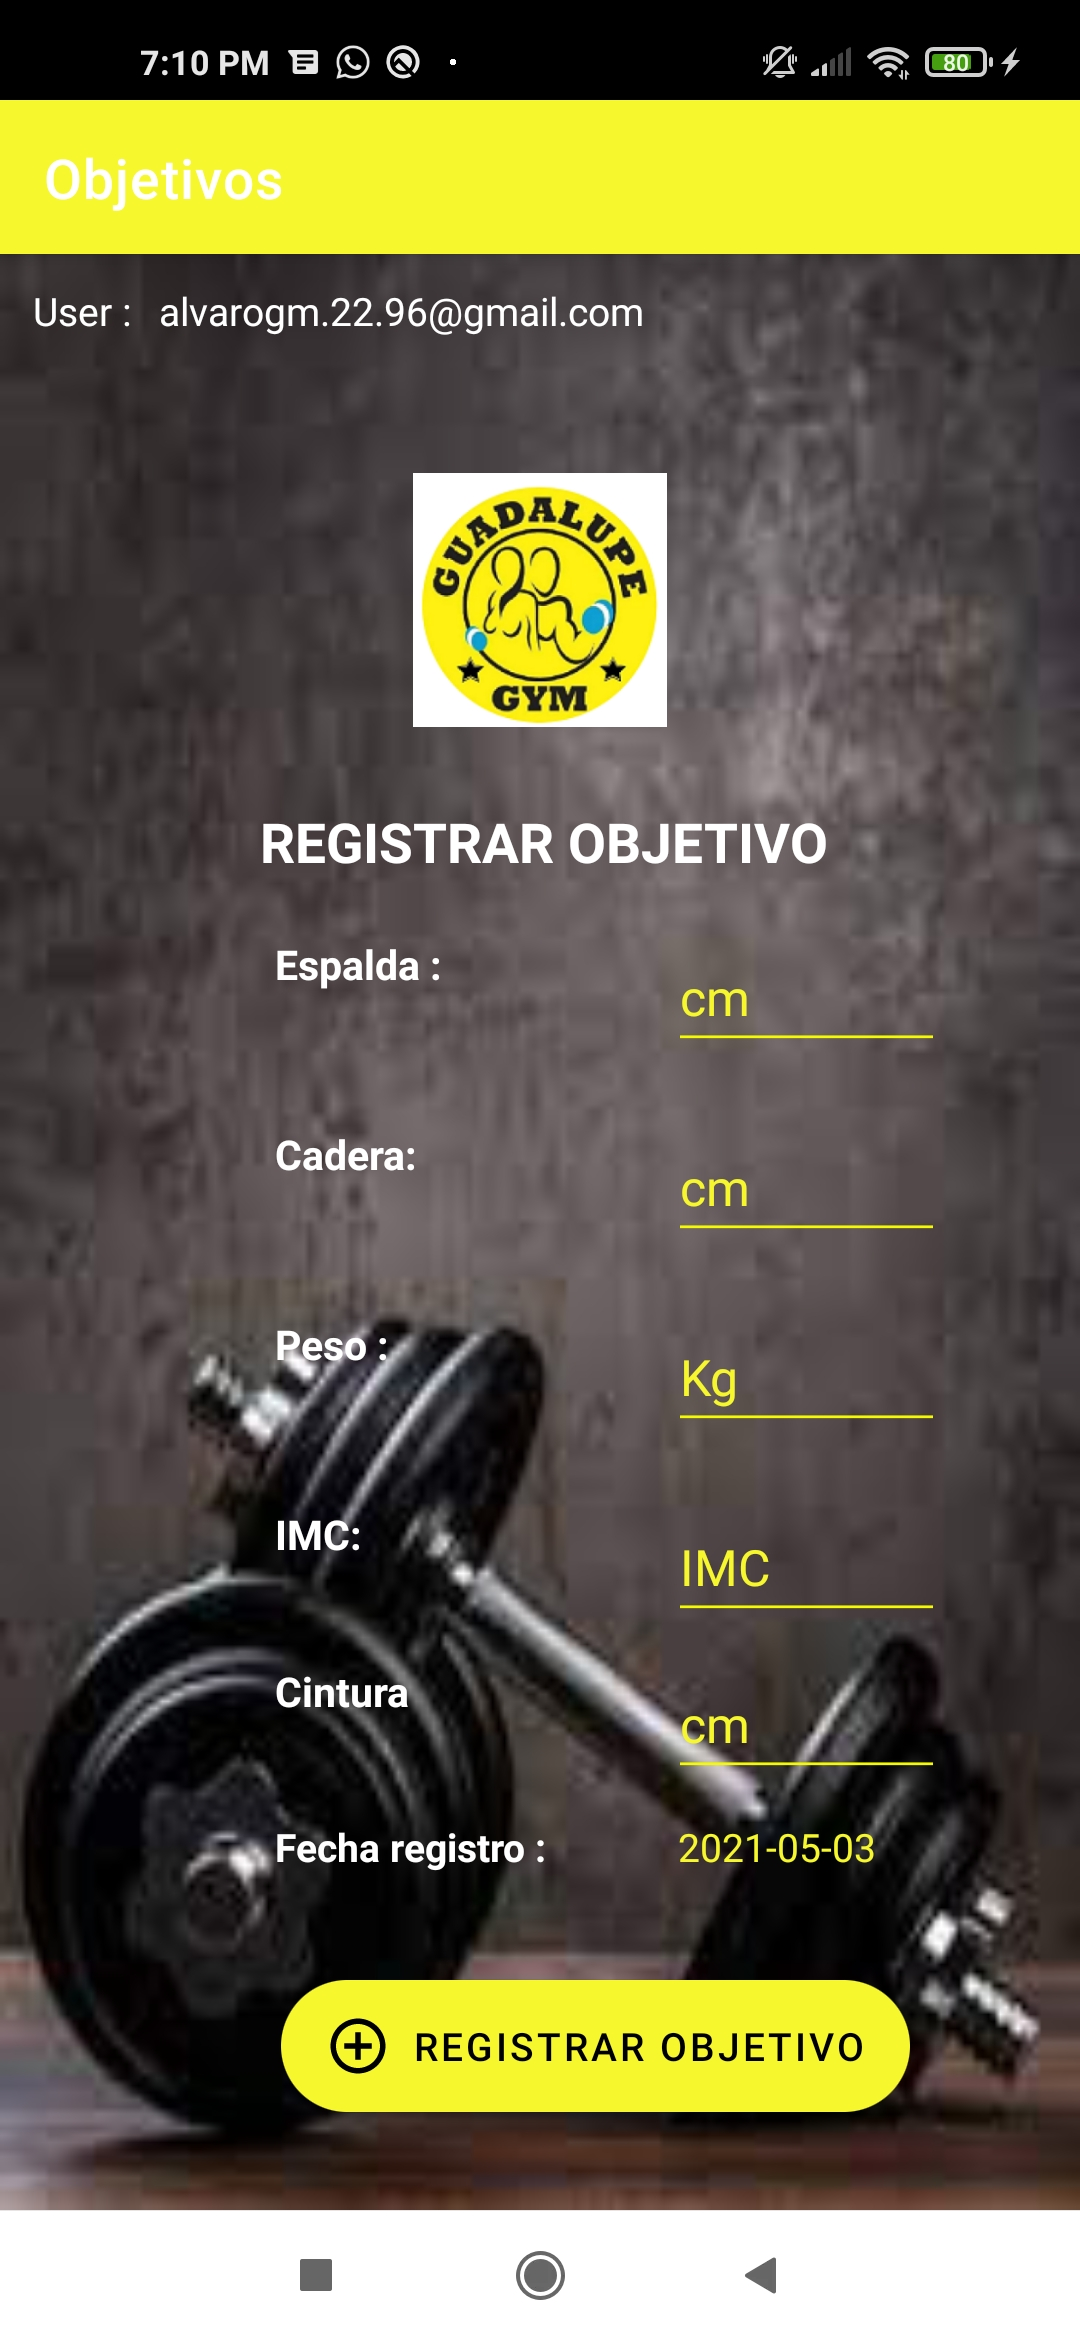 7:10 PM
80
Objetivos
User : alvarogm.22.96@gmail.com
GUADALUPE
GYM
REGISTRAR OBJETIVO
Espalda :
cm
Cadera:
cm
Peso :
Kg
IMC:
IMC
Cintura
cm
Fecha registro : 2021-05-03
REGISTRAR OBJETIVO